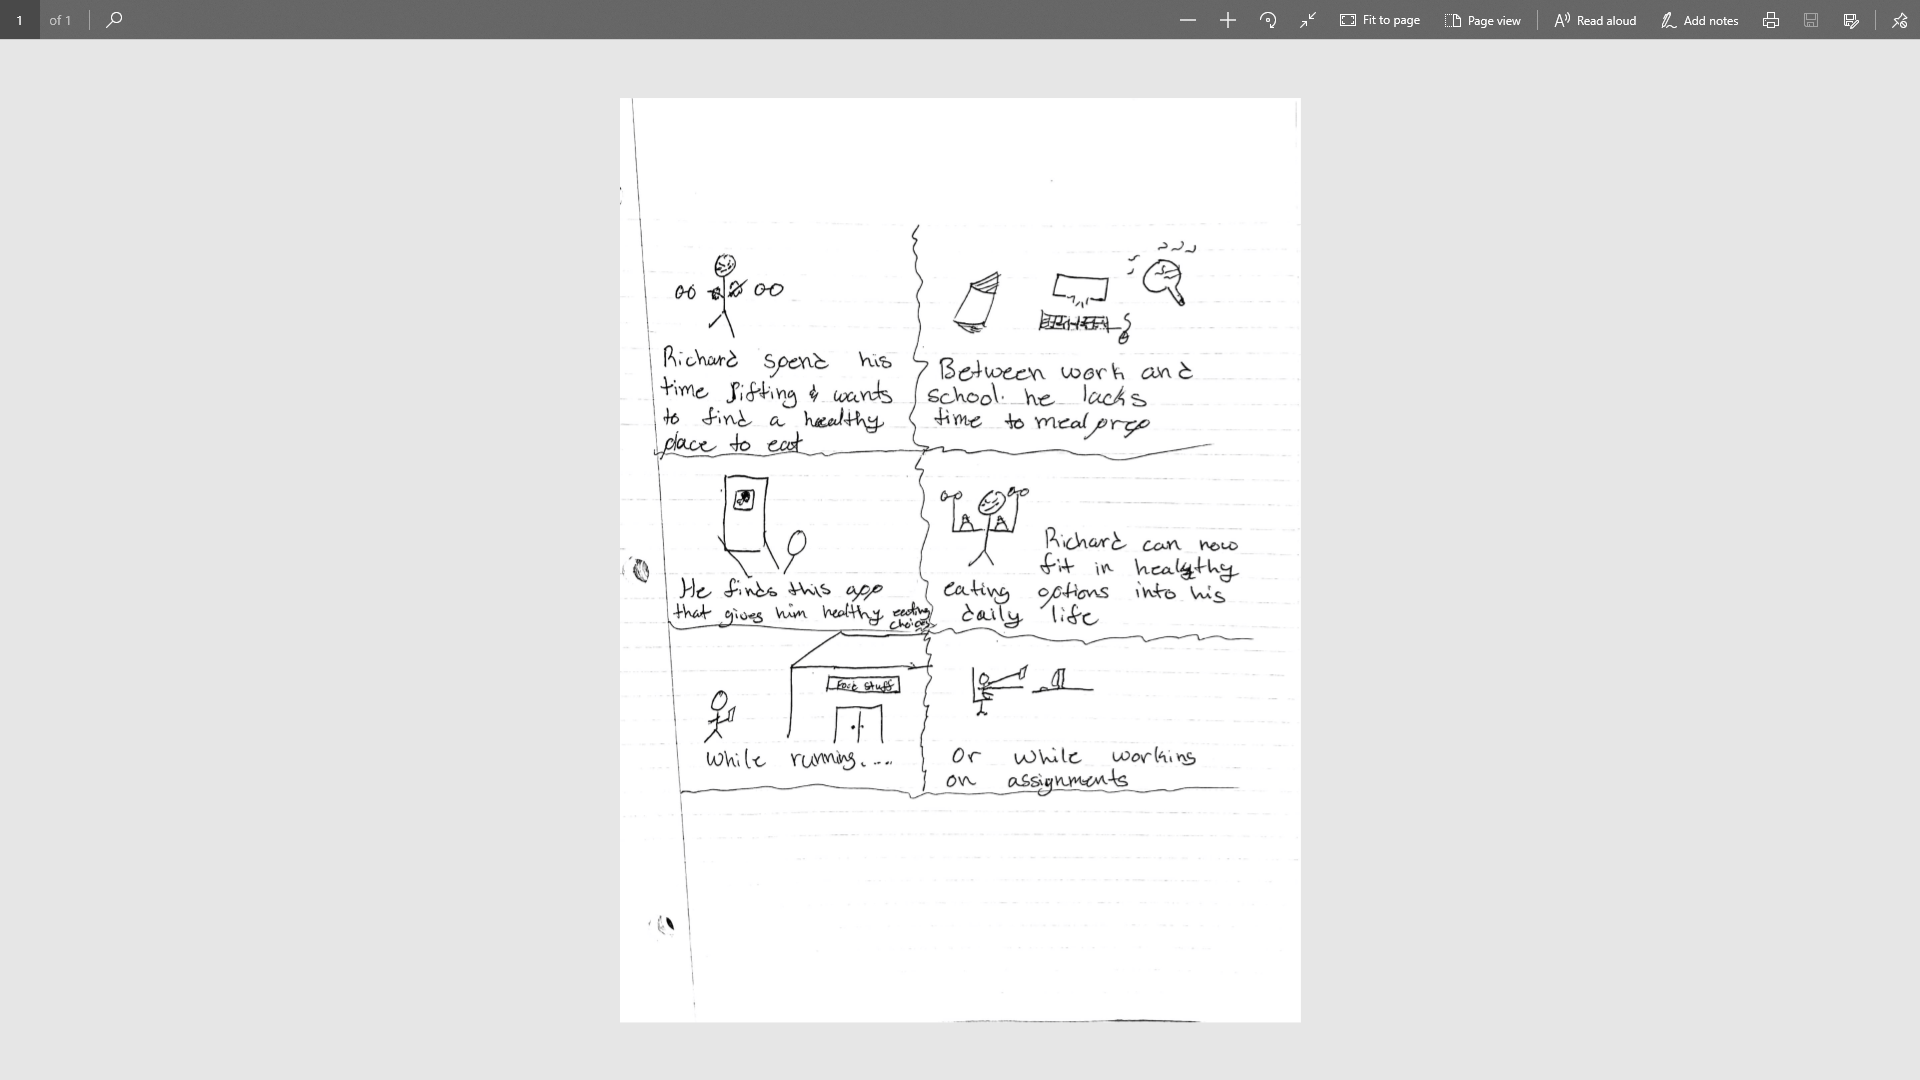 1 of 1
Fit to page
Page view
Read aloud
Add notes
Richard spend his
time lifting & wants
to find a healthy
place to eat
Between work and
school. he lacks
time to meal prep
He finds this app
that gives him healthy eating
choices
A A
Richard can now
fit in healthy
eating options into his
daily life
Food Stuff
while running....
Or while working
on assignments